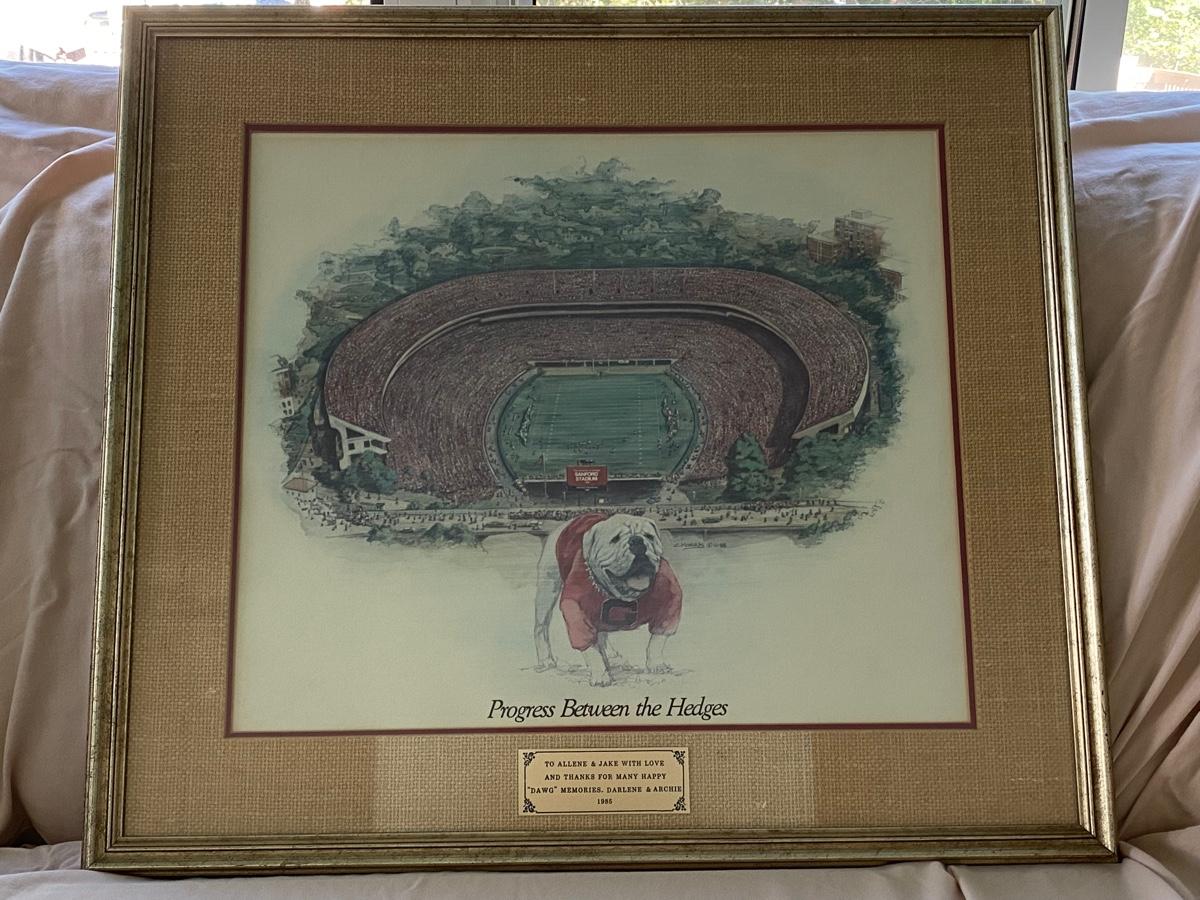 SANFORD
STADIUM
G
Progress Between the Hedges
TO ALLENE & JAKE WITH LOVE
AND THANKS FOR MANY HAPPY
"DAWG" MEMORIES. DARLENE & ARCHIE
1985